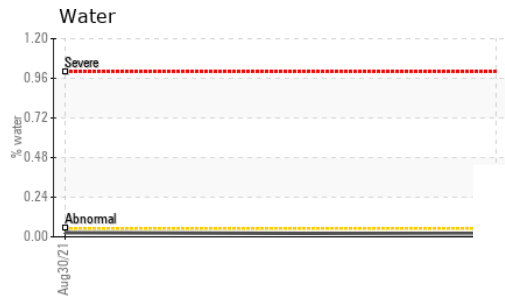 Water
1.20
Severe
0.96
0.72
% water
0.48
0.24
Abnormal
0.00
Aug30/21